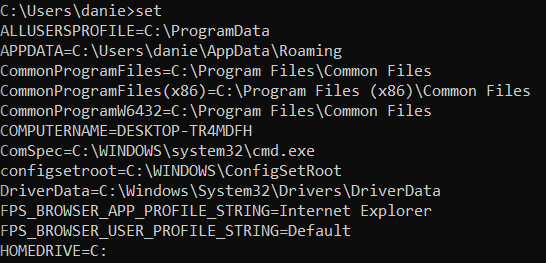 C:\Users\danie>set
ALLUSERSPROFILE=C:\ProgramData
APPDATA=C:\Users\danie\AppData\Roaming
CommonProgramFiles=C:\Program Files\Common Files
CommonProgramFiles(x86)=C:\Program Files (x86)\Common Files
CommonProgramW6432=C:\Program Files\Common Files
COMPUTERNAME=DESKTOP-TR4MDFH
ComSpec=C:\WINDOWS\system32\cmd.exe
configsetroot=C:\WINDOWS\ConfigSetRoot
DriverData=C:\Windows\System32\Drivers\DriverData
FPS_BROWSER_APP_PROFILE_STRING=Internet Explorer
FPS_BROWSER_USER_PROFILE_STRING=Default
HOMEDRIVE=C: